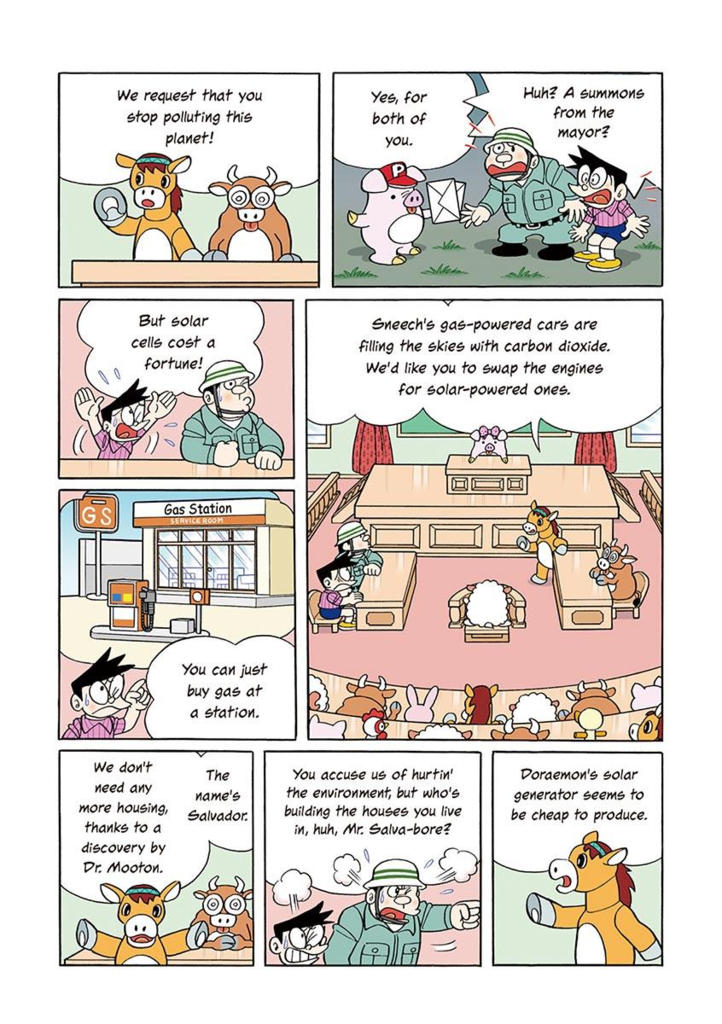 Huh? A summons
from the
mayor?
Yes, for
both of
you.
P
We request that you
stop polluting this
planet!
Sneech's gas-powered cars are
filling the skies with carbon dioxide.
We'd like you to swap the engines
for solar-powered ones.
But solar
cells cost a
fortune!
GS
Gas Station
SERVICE ROOM
You can just
buy gas at
a station.
Doraemon's solar
generator seems to
be cheap to produce.
You accuse us of hurtin'
the environment, but who's
building the houses you live
in, huh, Mr. Salva-bore?
The
name's
Salvador.
We don't
need any
more housing,
thanks to a
discovery by
Dr. Mooton.